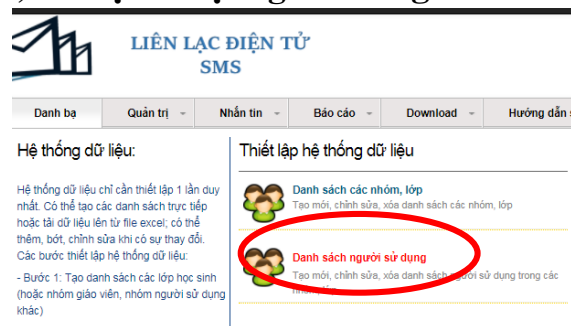 LIÊN LẠC ĐIỆN TỬ
SMS
Danh bạ Quản trị Nhắn tin Báo cáo Download Hướng dẫn
Hệ thống dữ liệu:
Hệ thống dữ liệu chỉ cần thiết lập 1 lần duy
nhất. Có thể tạo các danh sách trực tiếp
hoặc tải dữ liệu lên từ file excel; có thể
thêm, bớt, chỉnh sửa khi có sự thay đổi.
Các bước thiết lập hệ thống dữ liệu:
- Bước 1: Tạo danh sách các lớp học sinh
(hoặc nhóm giáo viên, nhóm người sử dụng
khác)
Thiết lập hệ thống dữ liệu
Danh sách các nhóm, lớp
Tạo mới, chỉnh sửa, xóa danh sách các nhóm, lớp
Danh sách người sử dụng
Tạo mới, chỉnh sửa, xóa danh sách người sử dụng trong các
nhóm, lớp